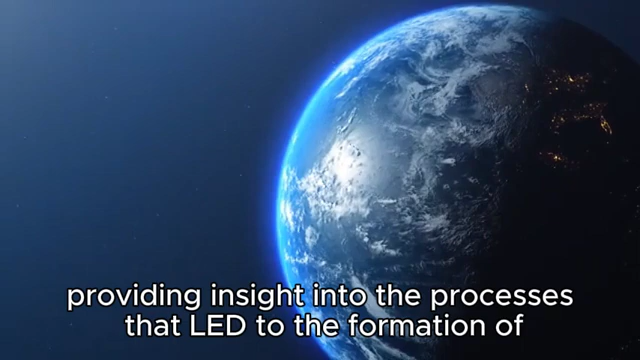 providing insight into the processes
that LED to the formation of